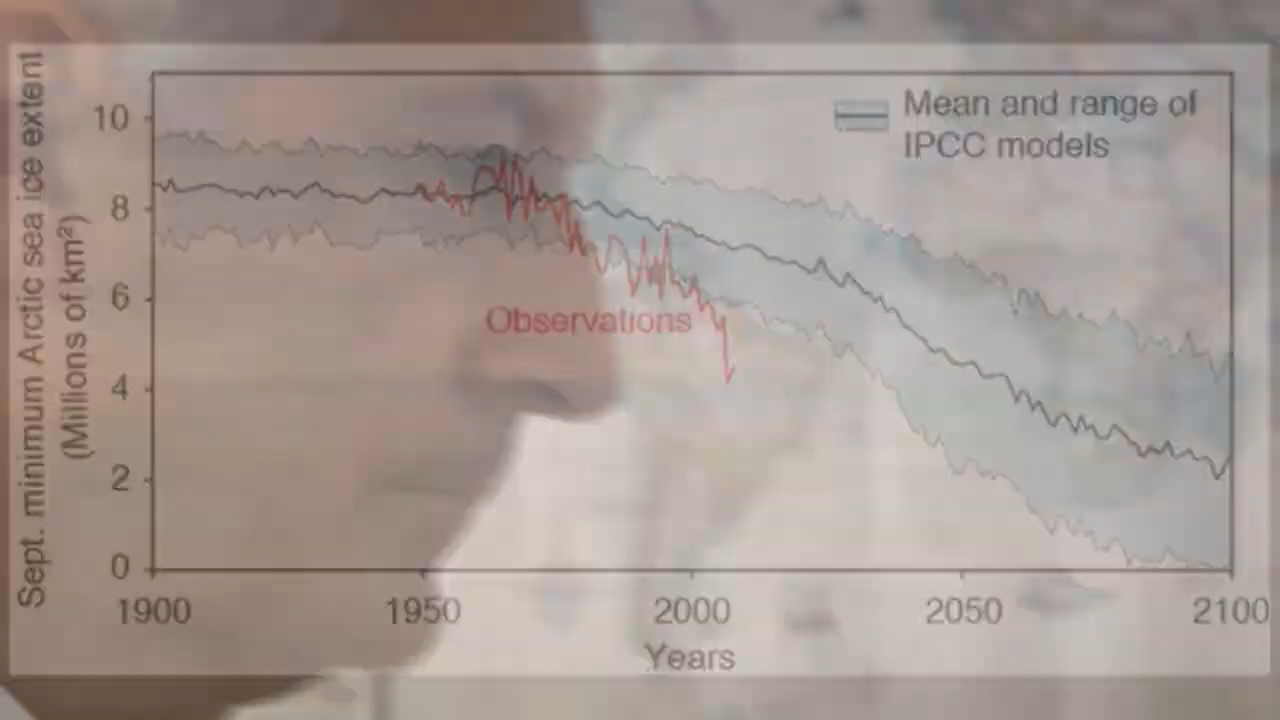 Sept. minimum Arctic sea ice extent
(Millions of km²)
10
8
6
4
2
0
Mean and range of
IPCC models
Observations
1900 1950 2000 2050 2100
Years